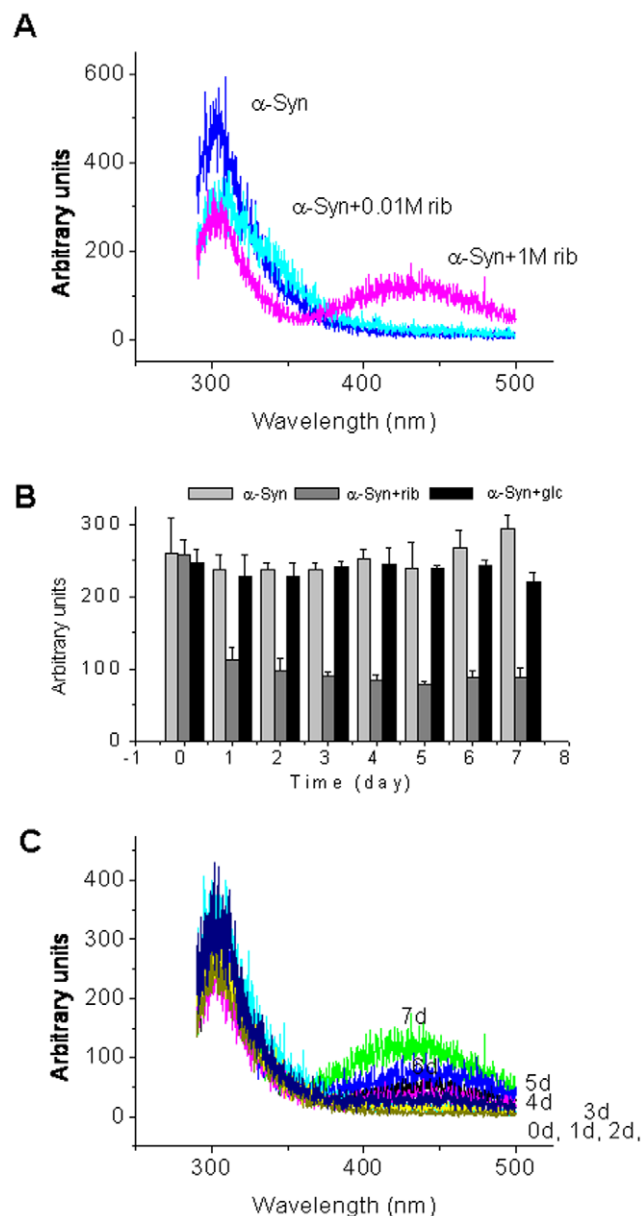 A
600
400
200
0
Arbitrary units
α-Syn
α-Syn+0.01M rib
α-Syn+1M rib
300 400 500
Wavelength (nm)
B
α-Syn α-Syn+rib α-Syn+glc
300
200
100
0
Arbitrary units
-1 0 1 2 3 4 5 6 7 8
Time (day)
C
400
300
200
100
0
Arbitrary units
7d
6d
5d
4d 3d
0d, 1d, 2d,
300 400 500
Wavelength (nm)